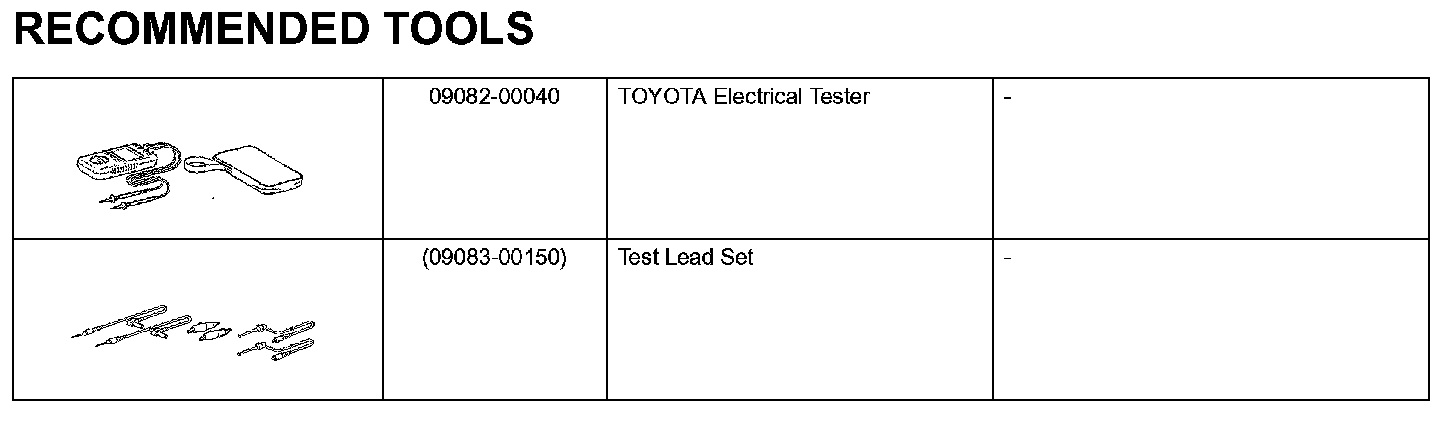 RECOMMENDED TOOLS
09082-00040 TOYOTA Electrical Tester -
(09083-00150) Test Lead Set -